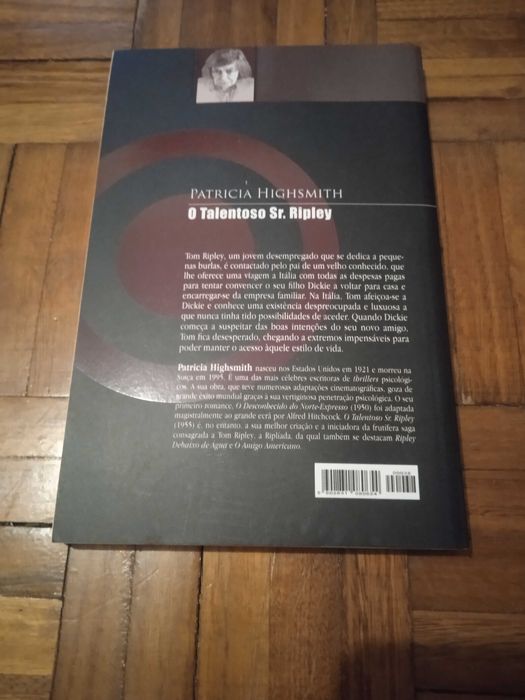 PATRICIA HIGHSMITH
O Talentoso Sr. Ripley
Tom Ripley, um jovem desempregado que se dedica a peque-
nas burlas, é contactado pelo pai de um velho conhecido, que
lhe oferece uma viagem a Itália com todas as despesas pagas
para tentar convencer o seu filho Dickie a voltar para casa e
encarregar-se da empresa familiar. Na Itália, Tom afeiçoa-se a
Dickie e conhece uma existência despreocupada e luxuosa a
que nunca tinha tido possibilidades de aceder. Quando Dickie
começa a suspeitar das boas intenções do seu novo amigo,
Tom fica desesperado, chegando a extremos impensáveis para
poder manter o acesso àquele estilo de vida.
Patricia Highsmith nasceu nos Estados Unidos em 1921 e morreu na
Suíça em 1995. É uma das mais célebres escritoras de thrillers psicológi-
cos. A sua obra, que teve numerosas adaptações cinematográficas, goza de
grande êxito mundial graças à sua vertiginosa penetração psicológica. O seu
primeiro romance, O Desconhecido do Norte-Expresso (1950) foi adaptada
magistralmente ao grande ecrã por Alfred Hitchcock. O Talentoso Sr. Ripley
(1955) é, no entanto, a sua melhor criação e a iniciadora da frutífera saga
consagrada a Tom Ripley, a Ripliada, da qual também se destacam Ripley
Debaixo de Água e O Amigo Americano.